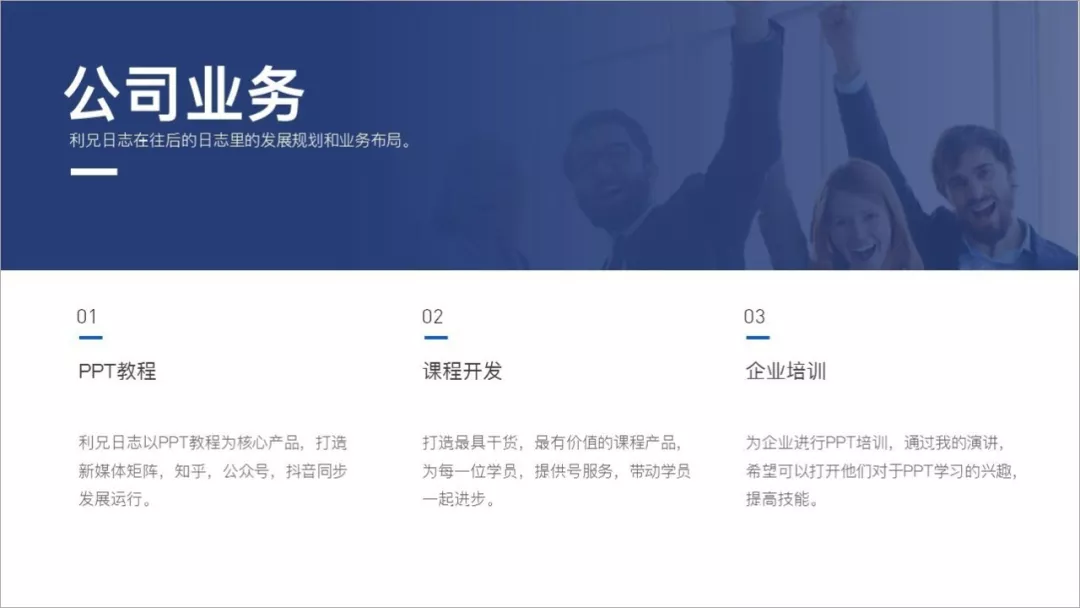 公司业务
利兄日志在往后的日志里的发展规划和业务布局。
01
PPT教程
利兄日志以PPT教程为核心产品，打造
新媒体矩阵，知乎，公众号，抖音同步
发展运行。
02
课程开发
打造最具干货，最有价值的课程产品，
为每一位学员，提供号服务，带动学员
一起进步。
03
企业培训
为企业进行PPT培训，通过我的演讲，
希望可以打开他们对于PPT学习的兴趣，
提高技能。